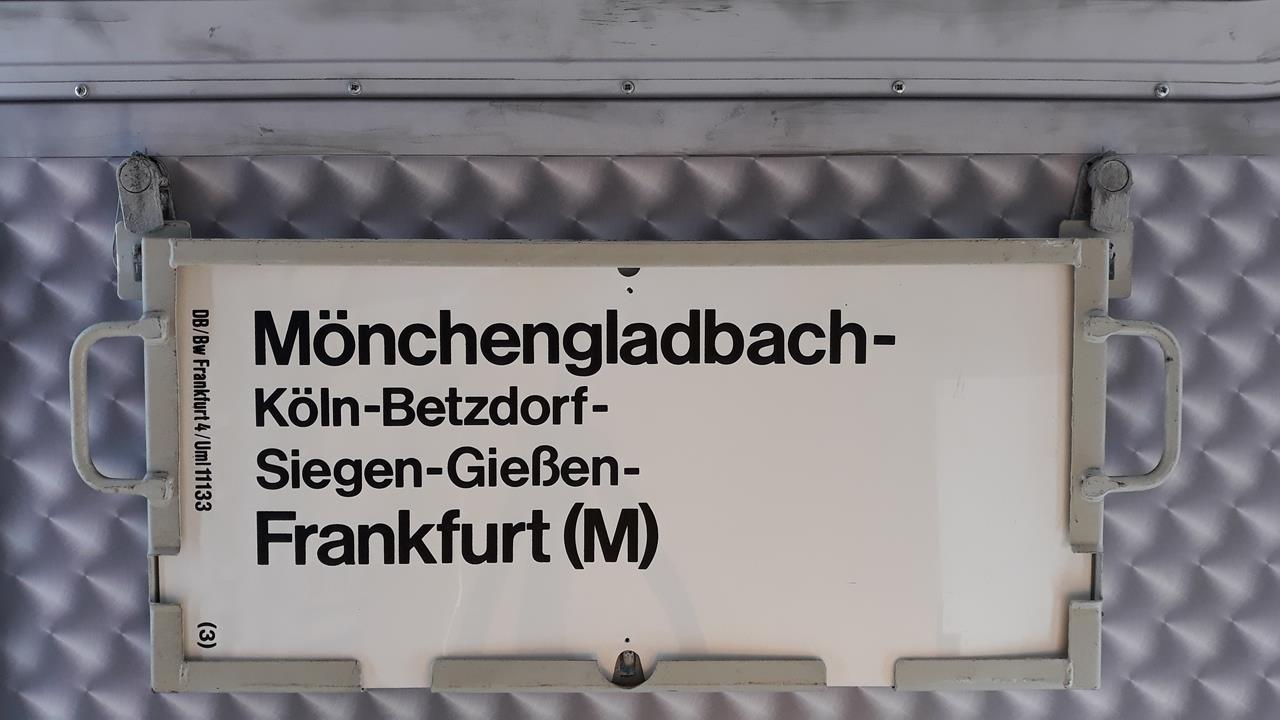 Mönchengladbach-
Köln-Betzdorf-
Siegen-Gießen-
Frankfurt (M)
DB/Bw Frankfurt 4/Uml 11133
(3)